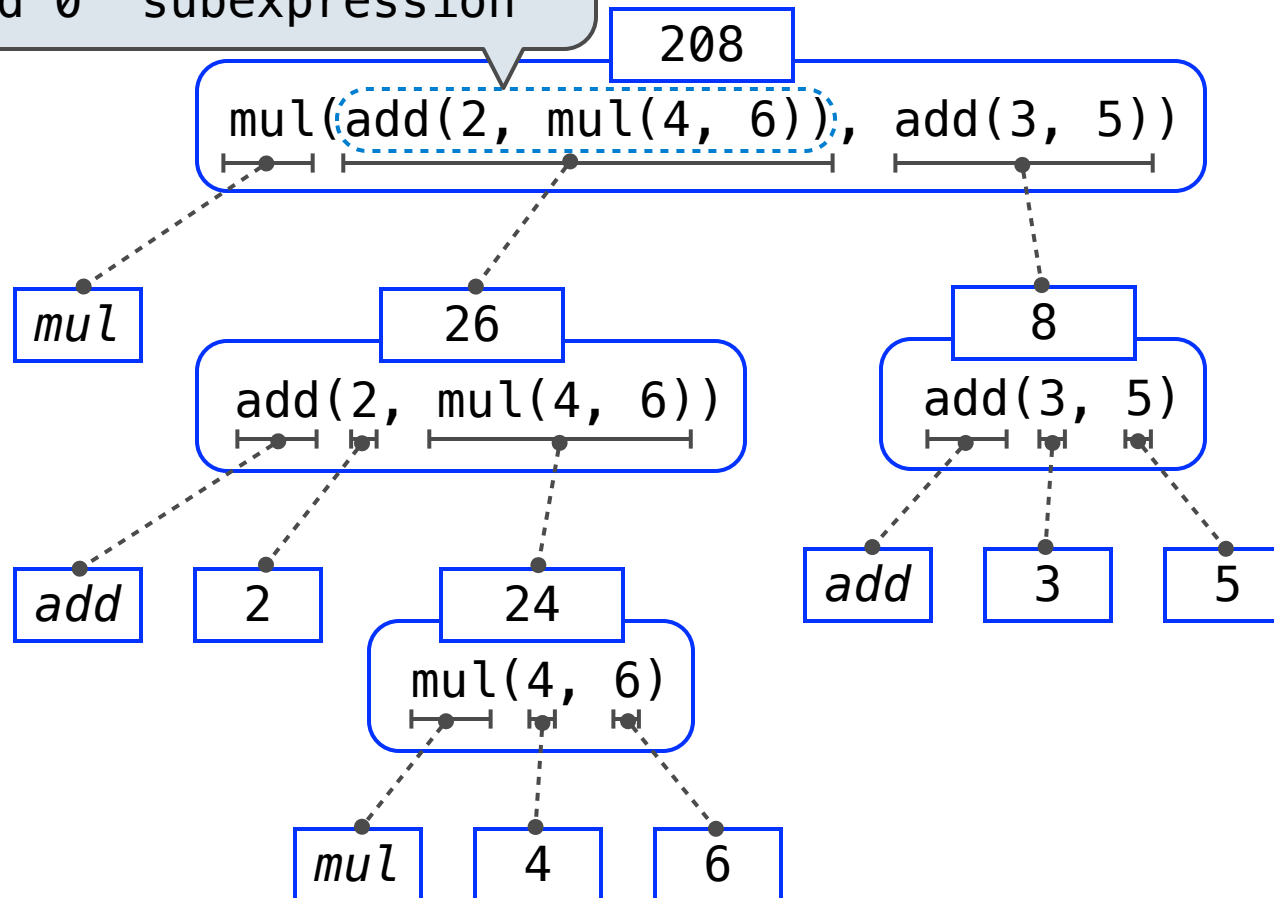 subexpression
208
mul(add(2, mul(4, 6)), add(3, 5))
mul
26
8
add(2, mul(4, 6))
add(3, 5)
add
2
24
add
3
5
mul(4, 6)
mul
4
6